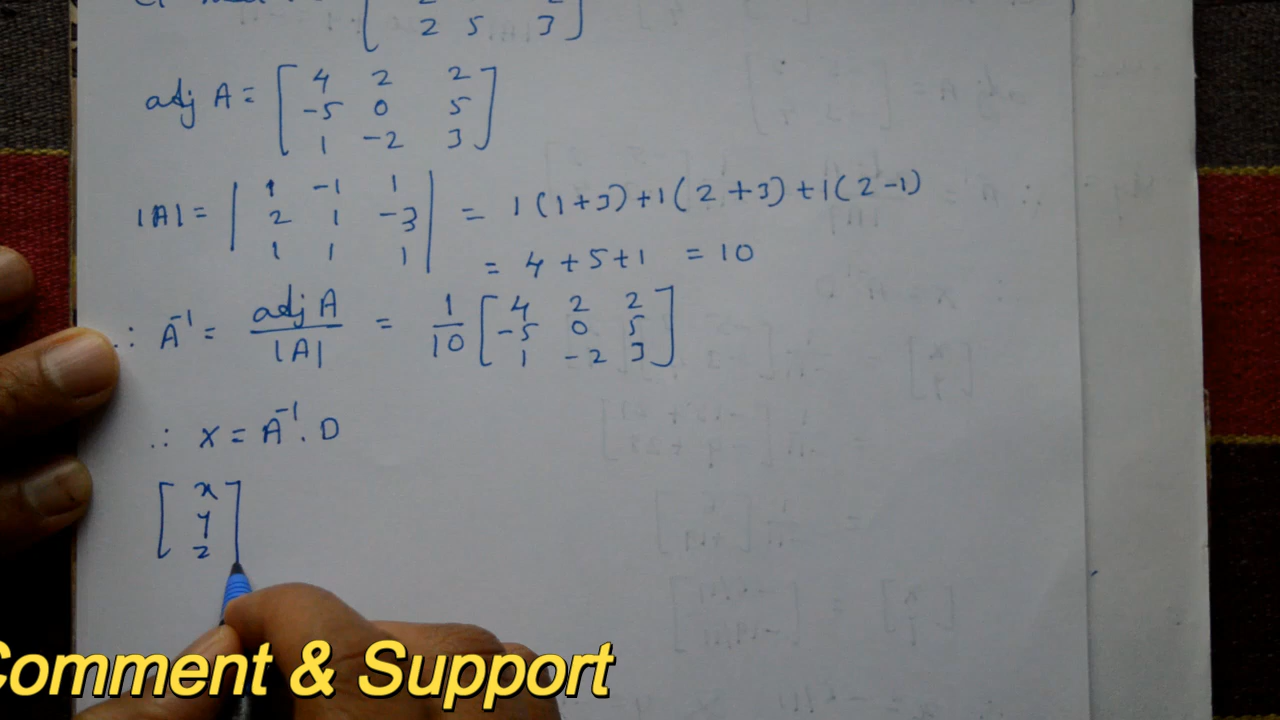 2 5 3
adj A = [ 4 2 2
-5 0 5
1 -2 3 ]
|A| = | 1 -1 1
2 1 -3
1 1 1 | = 1(1+3)+1(2+3)+1(2-1)
= 4+5+1 = 10
∴ A⁻¹ = adj A / |A| = 1/10 [ 4 2 2
-5 0 5
1 -2 3 ]
∴ X = A⁻¹. D
[ x
y
z ]
Comment & Support